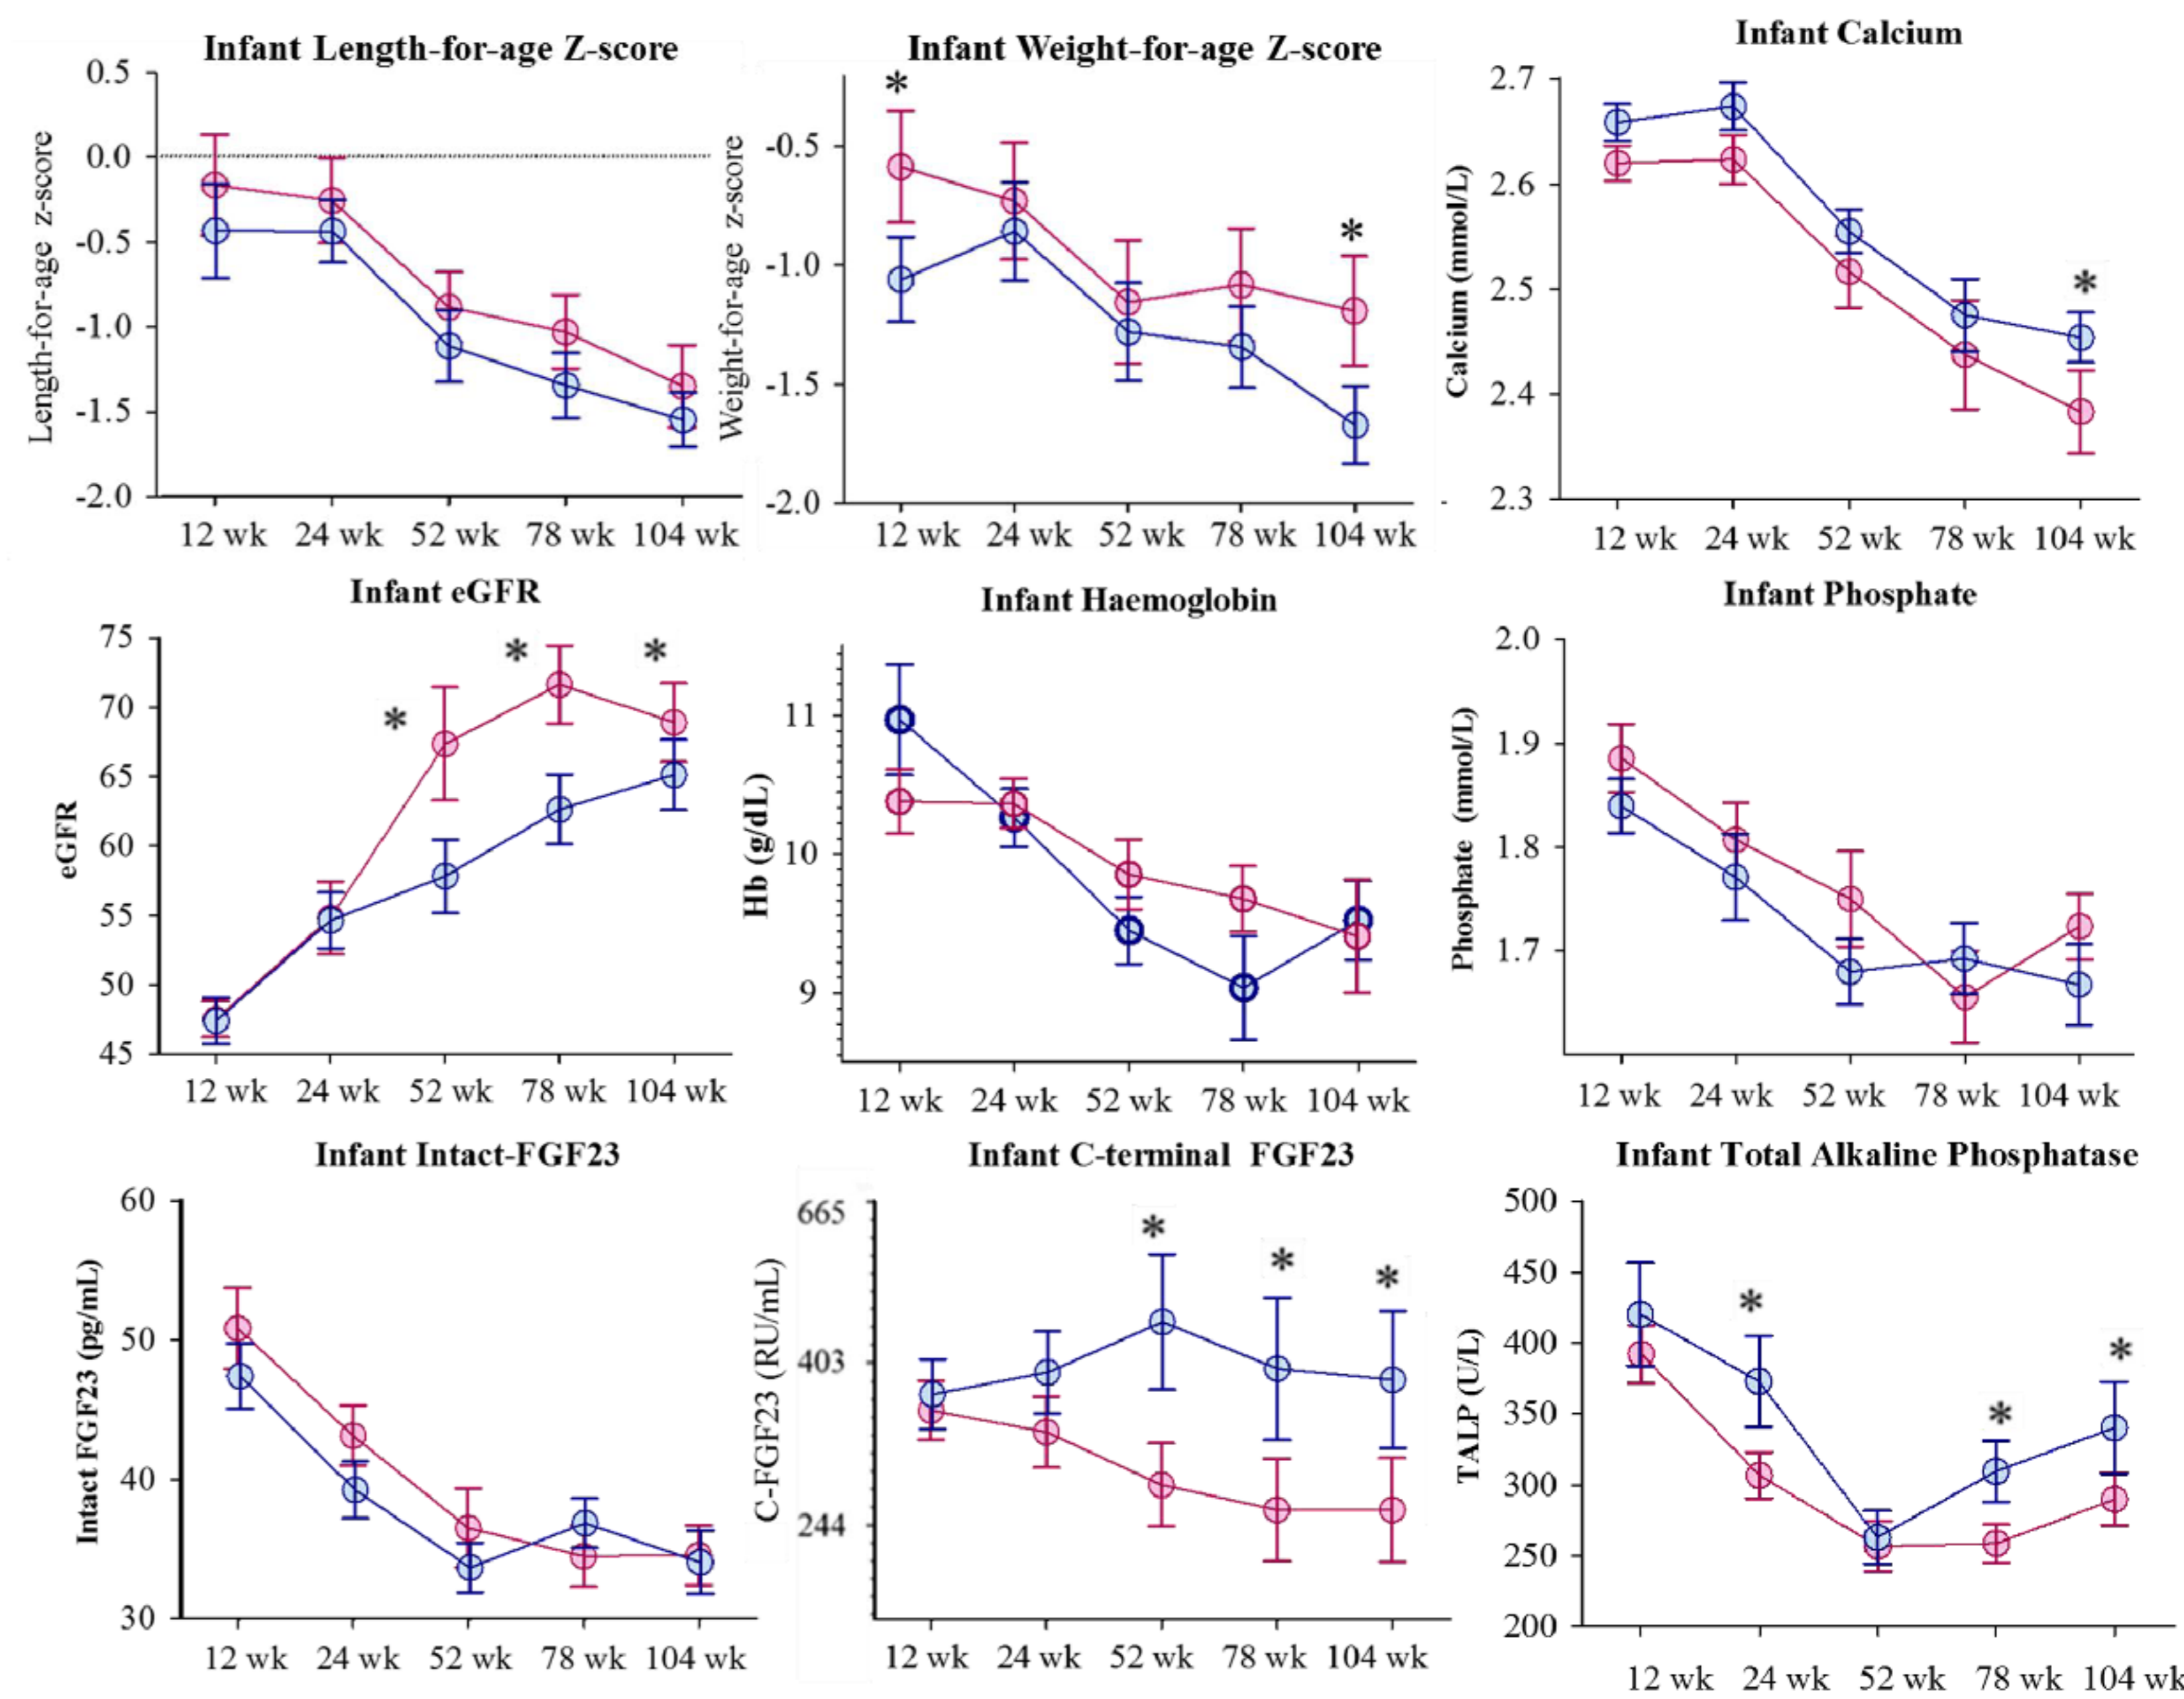 Infant Length-for-age Z-score
Length-for-age z-score
0.5
0.0
-0.5
-1.0
-1.5
-2.0
12 wk 24 wk 52 wk 78 wk 104 wk
Infant Weight-for-age Z-score
Weight-for-age z-score
-0.5
-1.0
-1.5
-2.0
*
*
12 wk 24 wk 52 wk 78 wk 104 wk
Infant Calcium
Calcium (mmol/L)
2.7
2.6
2.5
2.4
2.3
*
12 wk 24 wk 52 wk 78 wk 104 wk
Infant eGFR
eGFR
75
70
65
60
55
50
45
*
*
*
12 wk 24 wk 52 wk 78 wk 104 wk
Infant Haemoglobin
Hb (g/dL)
11
10
9
12 wk 24 wk 52 wk 78 wk 104 wk
Infant Phosphate
Phosphate (mmol/L)
2.0
1.9
1.8
1.7
12 wk 24 wk 52 wk 78 wk 104 wk
Infant Intact-FGF23
Intact FGF23 (pg/mL)
60
50
40
30
12 wk 24 wk 52 wk 78 wk 104 wk
Infant C-terminal FGF23
C-FGF23 (RU/mL)
665
403
244
*
*
*
12 wk 24 wk 52 wk 78 wk 104 wk
Infant Total Alkaline Phosphatase
TALP (U/L)
500
450
400
350
300
250
200
*
*
*
12 wk 24 wk 52 wk 78 wk 104 wk